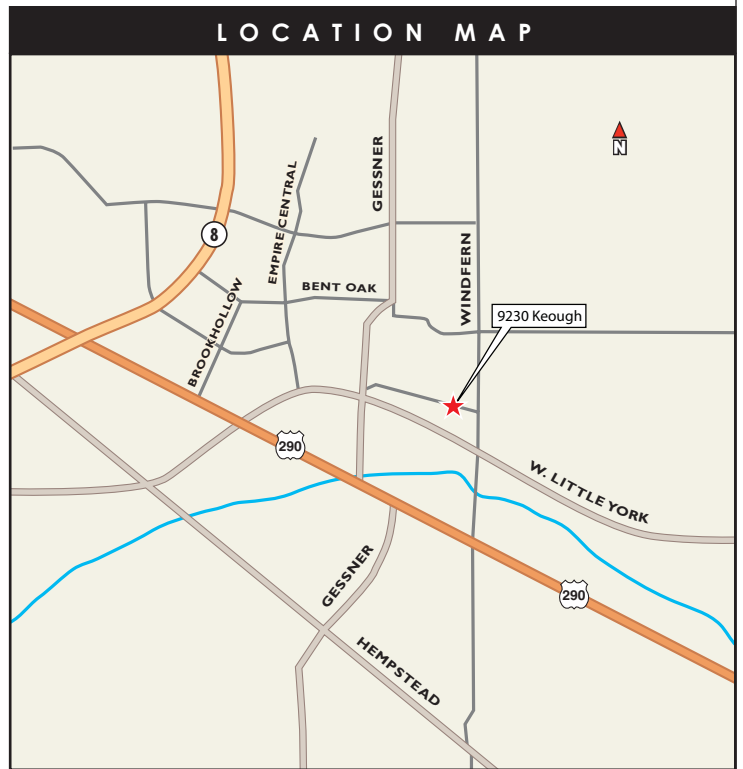 LOCATION MAP
N
GESSNER
EMPIRE CENTRAL
8
WINDFERN
BENT OAK
BROOKHOLLOW
9230 Keough
290
W. LITTLE YORK
GESSNER
290
HEMPSTEAD